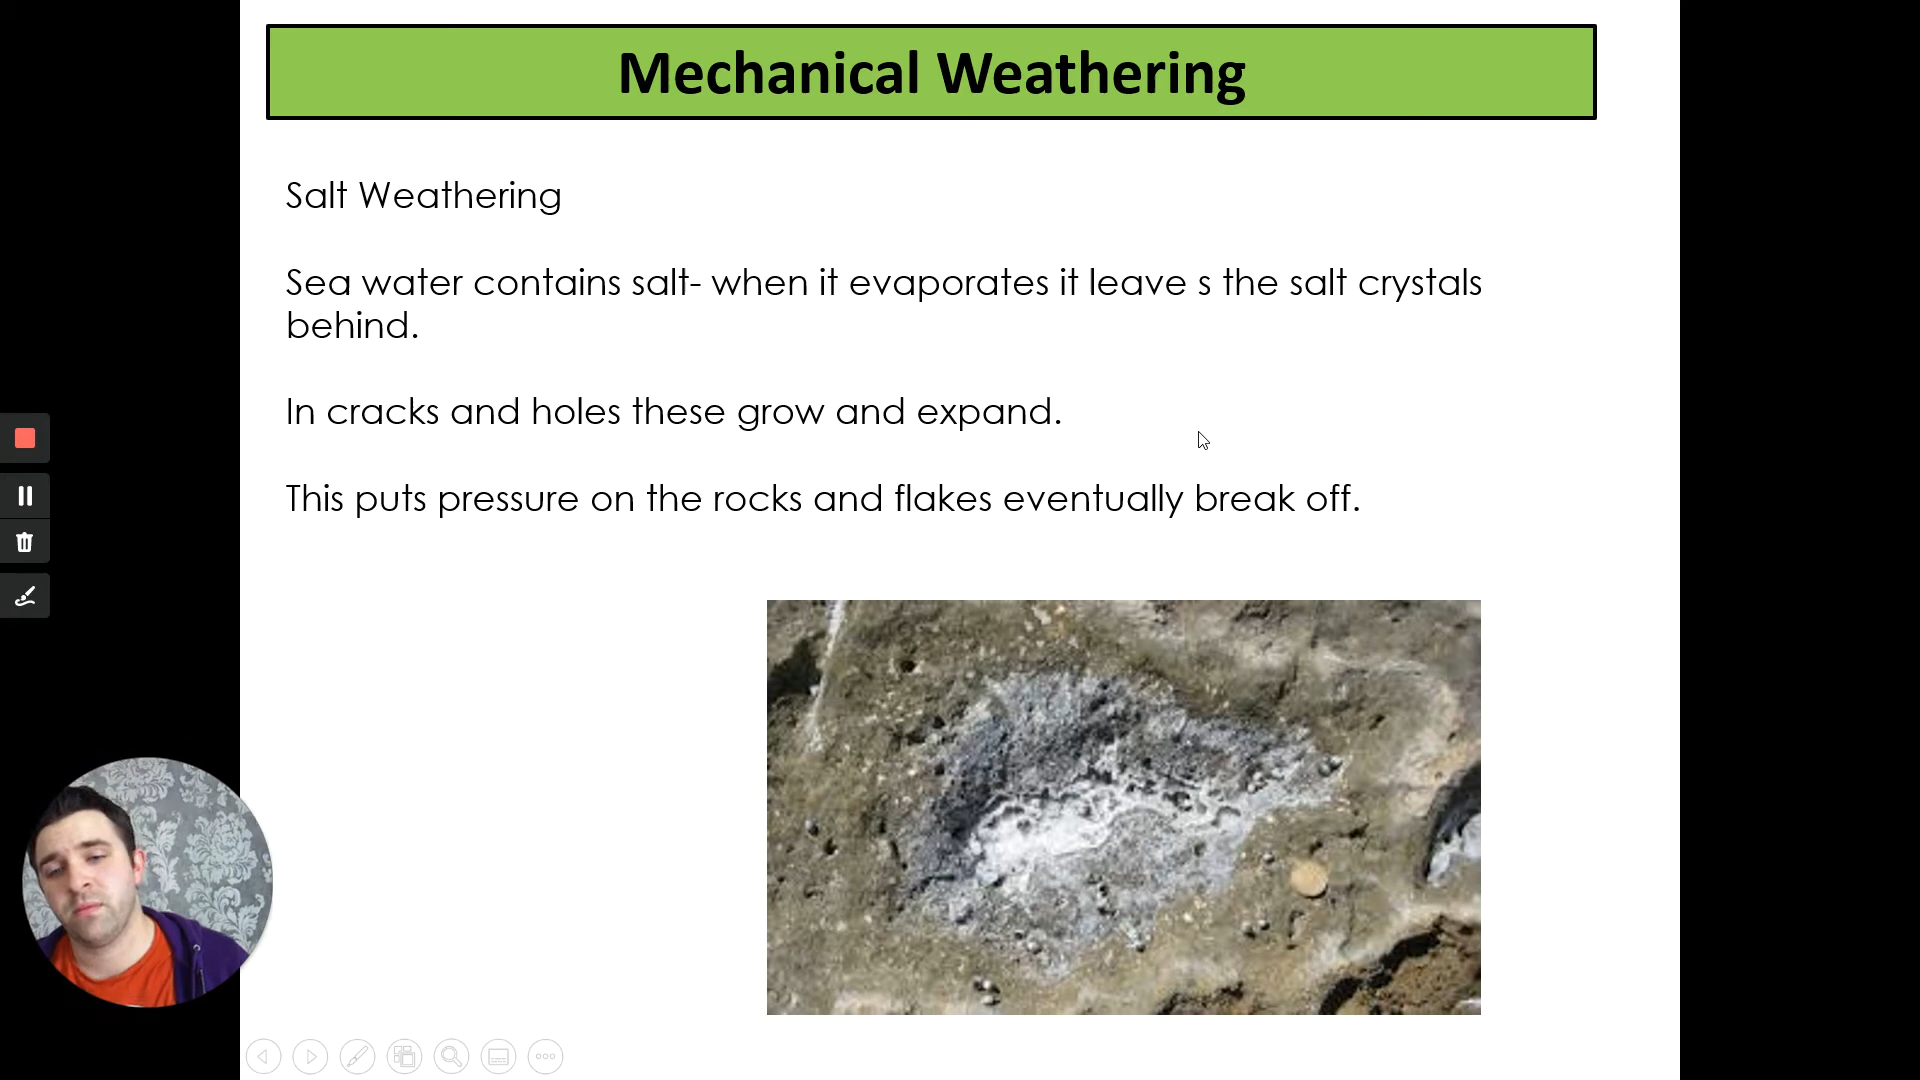 Mechanical Weathering
Salt Weathering
Sea water contains salt- when it evaporates it leave s the salt crystals
behind.
In cracks and holes these grow and expand.
This puts pressure on the rocks and flakes eventually break off.